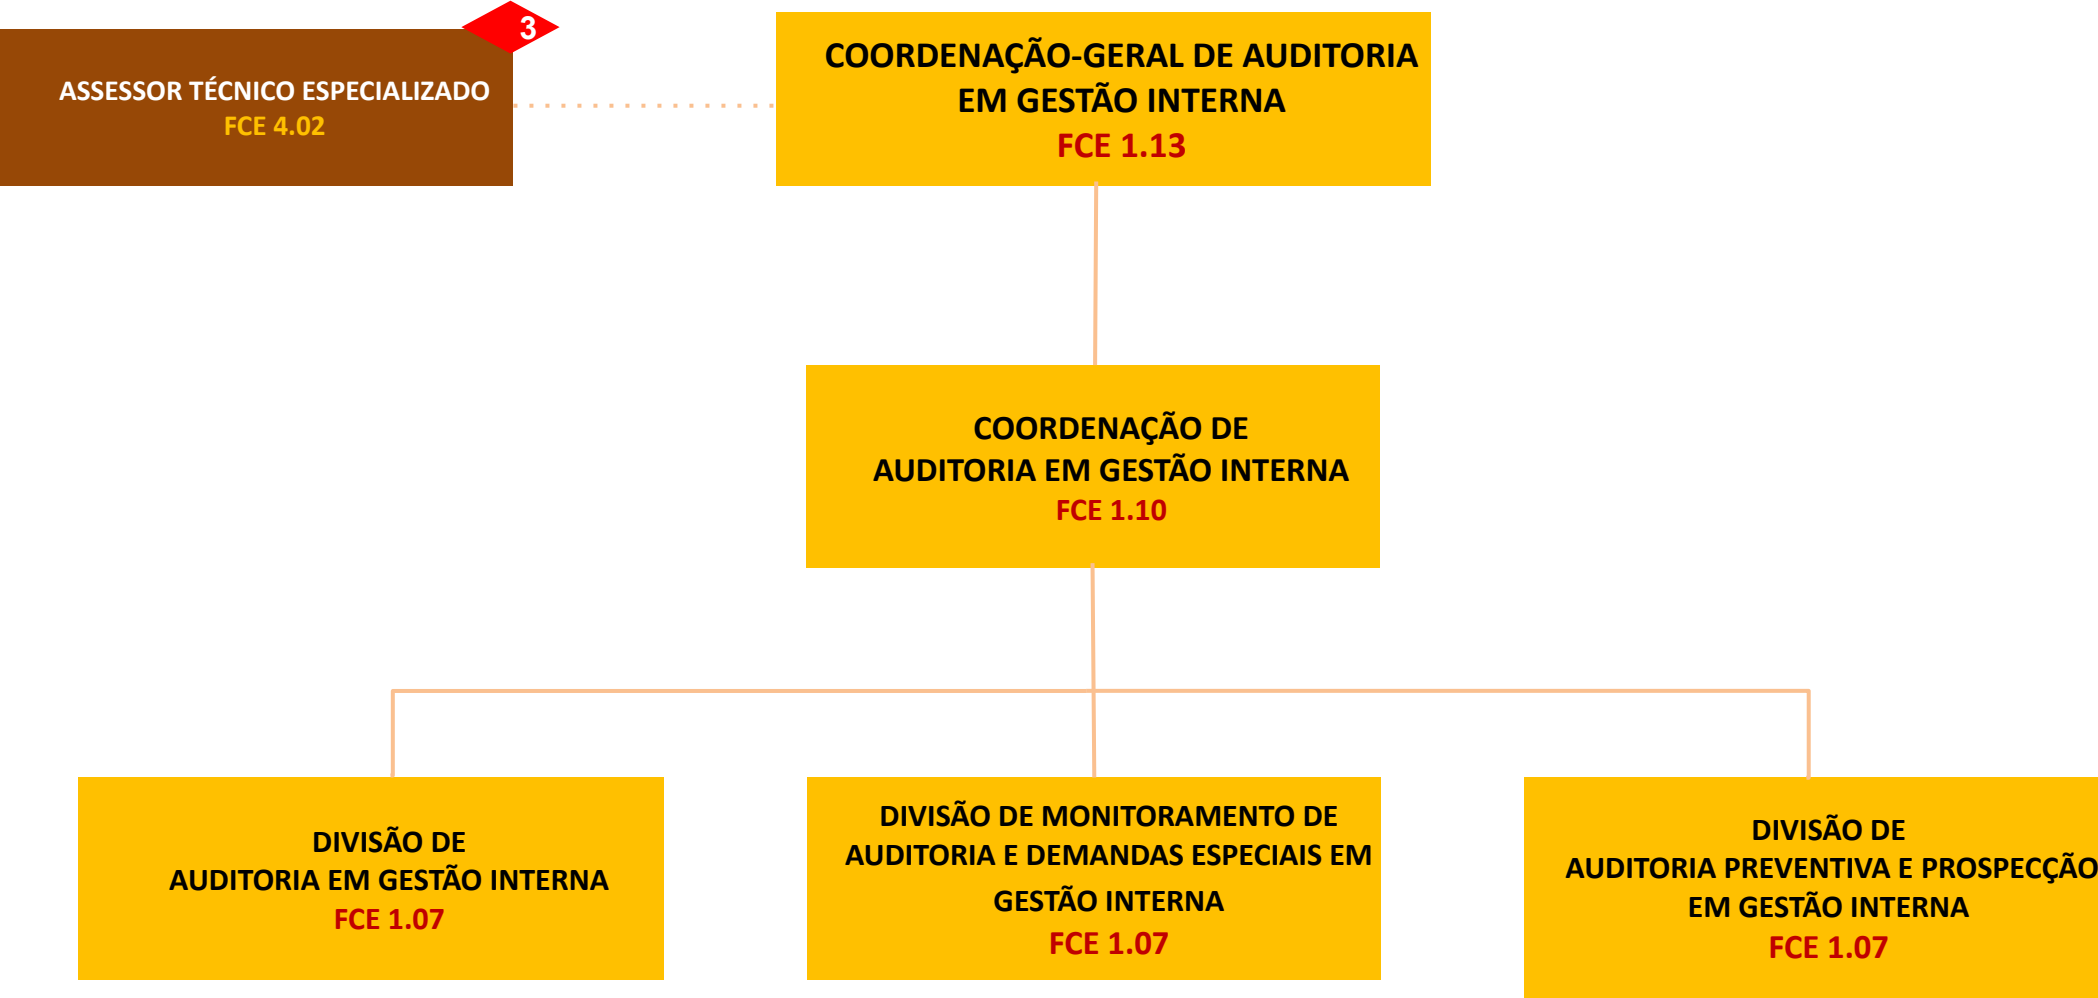 3
ASSESSOR TÉCNICO ESPECIALIZADO
FCE 4.02
COORDENAÇÃO-GERAL DE AUDITORIA
EM GESTÃO INTERNA
FCE 1.13
COORDENAÇÃO DE
AUDITORIA EM GESTÃO INTERNA
FCE 1.10
DIVISÃO DE
AUDITORIA EM GESTÃO INTERNA
FCE 1.07
DIVISÃO DE MONITORAMENTO DE
AUDITORIA E DEMANDAS ESPECIAIS EM
GESTÃO INTERNA
FCE 1.07
DIVISÃO DE
AUDITORIA PREVENTIVA E PROSPECÇÃO
EM GESTÃO INTERNA
FCE 1.07